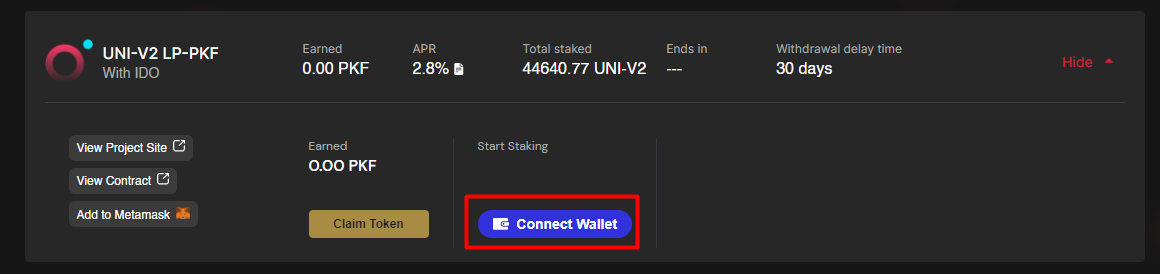 UNI-V2 LP-PKF
With IDO
Earned
0.00 PKF
APR
2.8%
Total staked
44640.77 UNI-V2
Ends in
---
Withdrawal delay time
30 days
Hide
View Project Site
View Contract
Add to Metamask
Earned
0.00 PKF
Claim Token
Start Staking
Connect Wallet